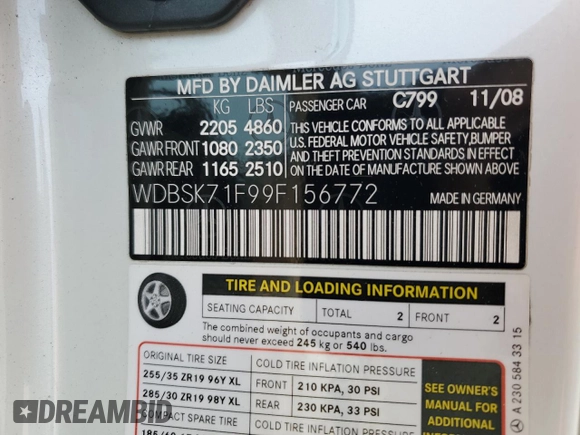 MFD BY DAIMLER AG STUTTGART
KG LBS PASSENGER CAR C799 11/08
GVWR 2205 4860
GAWR FRONT 1080 2350
GAWR REAR 1165 2510
THIS VEHICLE CONFORMS TO ALL APPLICABLE
U.S. FEDERAL MOTOR VEHICLE SAFETY, BUMPER
AND THEFT PREVENTION STANDARDS IN EFFECT
ON THE DATE OF MANUFACTURE SHOWN ABOVE
WDBSK71F99F156772 MADE IN GERMANY
TIRE AND LOADING INFORMATION
SEATING CAPACITY TOTAL 2 FRONT 2
The combined weight of occupants and cargo
should never exceed 245 kg or 540 lbs.
ORIGINAL TIRE SIZE COLD TIRE INFLATION PRESSURE
255/35 ZR19 96Y XL FRONT 210 KPA, 30 PSI
285/30 ZR19 98Y XL REAR 230 KPA, 33 PSI
COMPACT SPARE TIRE COLD TIRE INFLATION PRESSURE
SEE OWNER'S
MANUAL FOR
ADDITIONAL
INFORMATION
A 230 584 33 15
DREAMBID